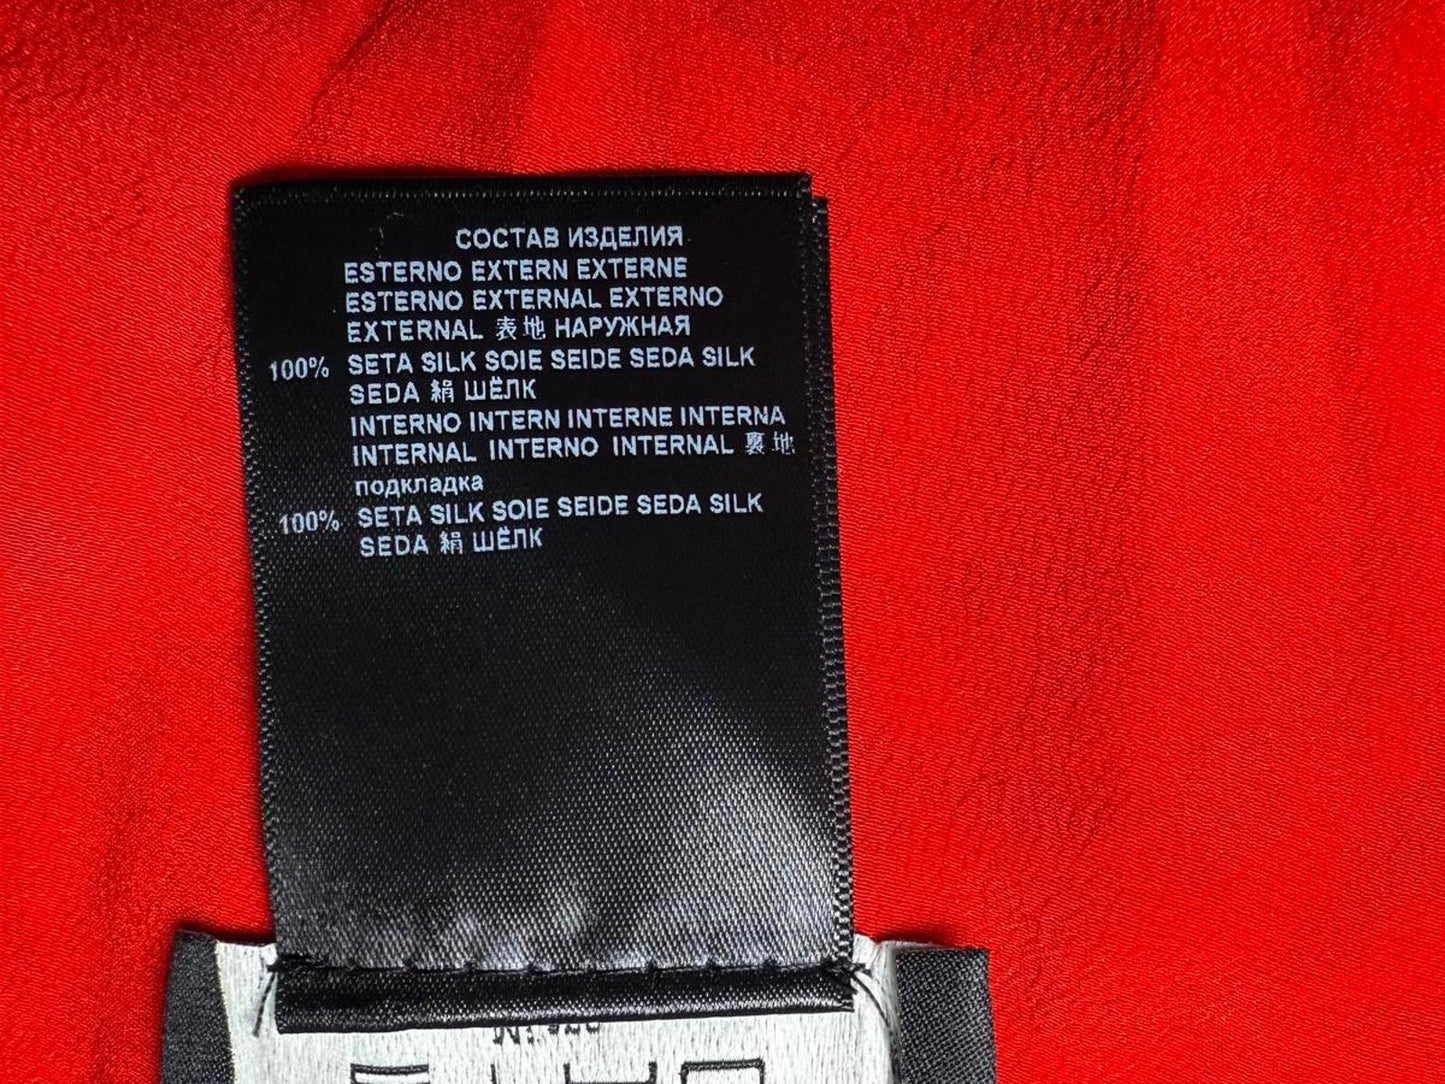 СОСТАВ ИЗДЕЛИЯ
ESTERNO EXTERN EXTERNE
ESTERNO EXTERNAL EXTERNO
EXTERNAL 表地 НАРУЖНАЯ
100% SETA SILK SOIE SEIDE SEDA SILK
SEDA 絹 ШЁЛК
INTERNO INTERN INTERNE INTERNA
INTERNAL INTERNO INTERNAL 裏地
подкладка
100% SETA SILK SOIE SEIDE SEDA SILK
SEDA 絹 ШЁЛК